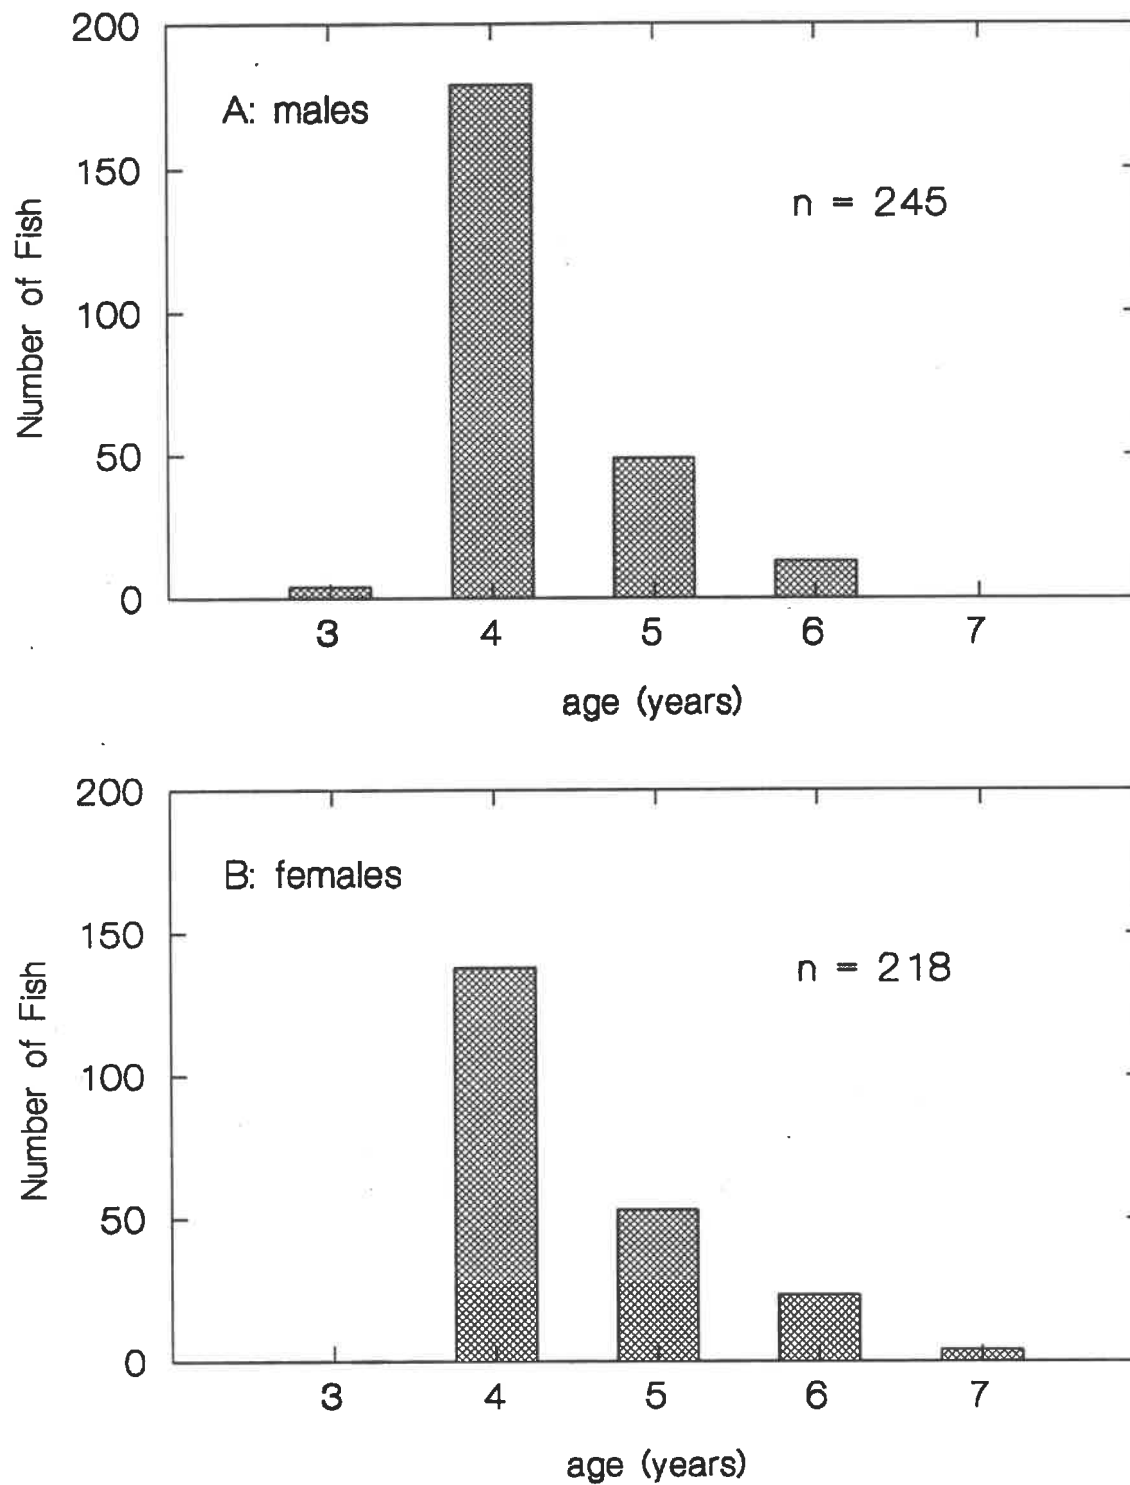 200
A: males
150
n = 245
100
50
0
Number of Fish
3 4 5 6 7
age (years)
200
B: females
150
n = 218
100
50
0
Number of Fish
3 4 5 6 7
age (years)